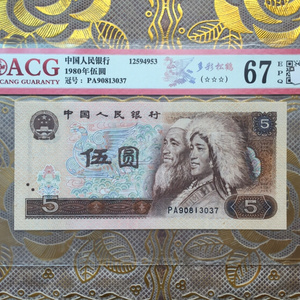 ACG
CANG GUARANTY
中国人民银行 12594953
1980年伍圆
冠号: PA90813037
多彩松鹤
(☆☆☆)
67
EPQ
中国人民银行
5
伍圆
PA90813037
5
5